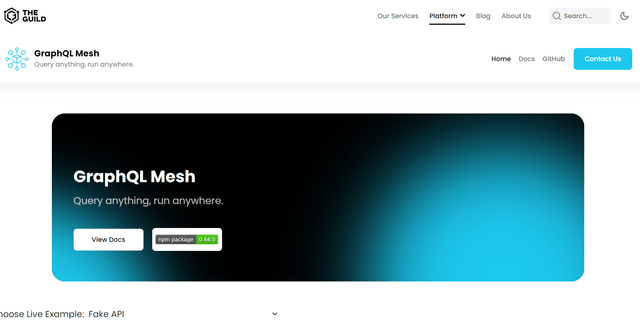 THE GUILD
Our Services Platform Blog About Us Search...
GraphQL Mesh
Query anything, run anywhere.
Home Docs GitHub Contact Us
GraphQL Mesh
Query anything, run anywhere.
View Docs npm package 0.44.5
hoose Live Example: Fake API